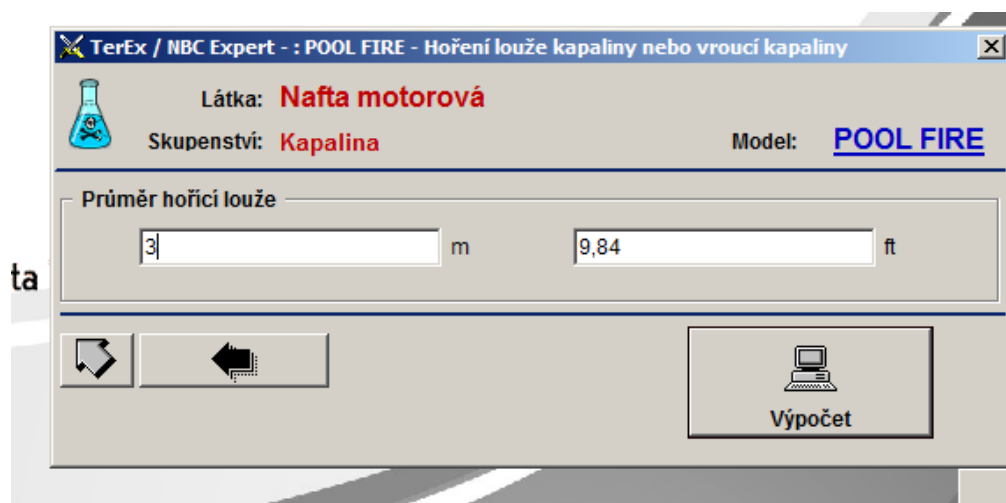 TerEx / NBC Expert - : POOL FIRE - Hoření louže kapaliny nebo vroucí kapaliny
Látka: Nafta motorová
Skupenství: Kapalina Model: POOL FIRE
Průměr hořící louže
3 m 9,84 ft
ta
Výpočet